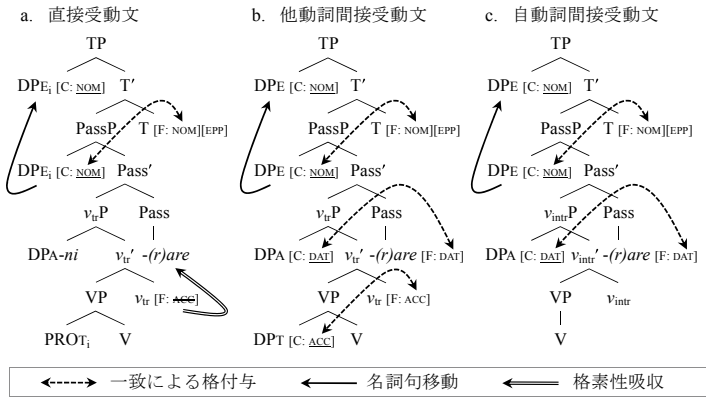 a. 直接受動文 b. 他動詞間接受動文 c. 自動詞間接受動文
TP TP TP
DPEi [C: NOM] T′ DPE [C: NOM] T′ DPE [C: NOM] T′
PassP T [F: NOM][EPP] PassP T [F: NOM][EPP] PassP T [F: NOM][EPP]
DPEi [C: NOM] Pass′ DPE [C: NOM] Pass′ DPE [C: NOM] Pass′
vtrP Pass vtrP Pass vintrP Pass
DPA-ni vtr′ -(r)are DPA [C: DAT] vtr′ -(r)are [F: DAT] DPA [C: DAT] vintr′ -(r)are [F: DAT]
VP vtr [F: ACC] VP vtr [F: ACC] VP vintr
PROTi V DPT [C: ACC] V V
一致による格付与 名詞句移動 格素性吸収